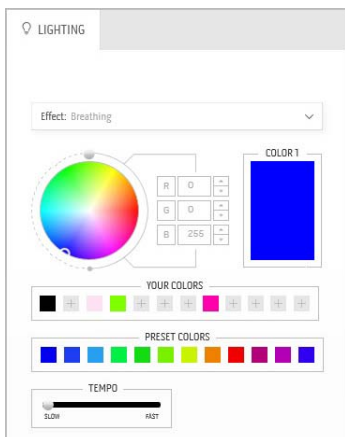 LIGHTING
Effect: Breathing
COLOR 1
R 0
G 0
B 255
YOUR COLORS
PRESET COLORS
TEMPO
SLOW FAST